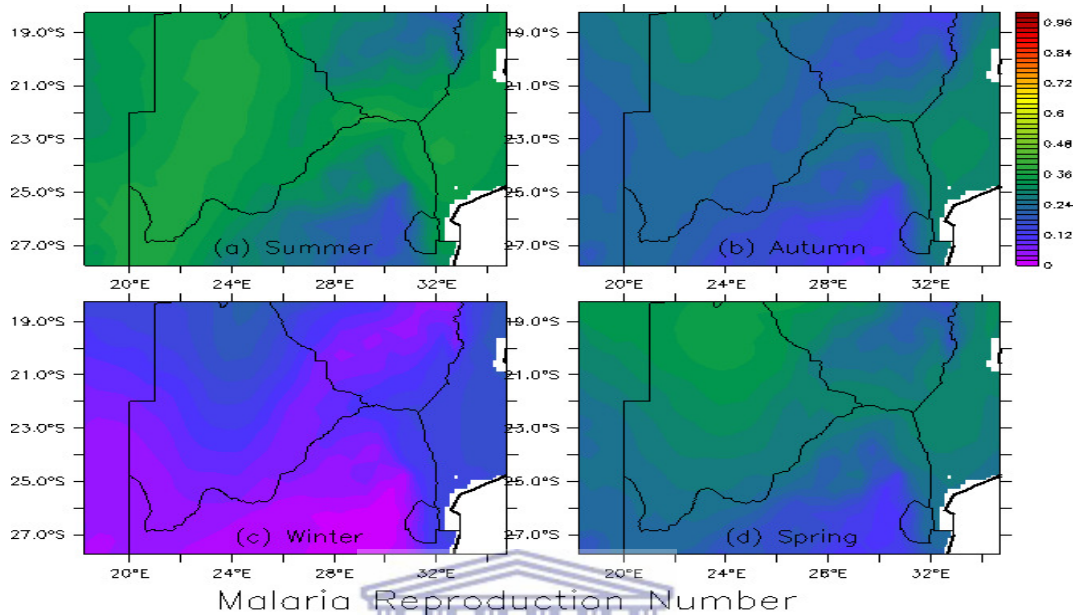 19.0°S
21.0°S
23.0°S
25.0°S
27.0°S
(a) Summer
20°E
24°E
28°E
32°E
19.0°S
21.0°S
23.0°S
25.0°S
27.0°S
(b) Autumn
20°E
24°E
28°E
32°E
0.96
0.84
0.72
0.6
0.48
0.36
0.24
0.12
0
19.0°S
21.0°S
23.0°S
25.0°S
27.0°S
(c) Winter
20°E
24°E
28°E
32°E
19.0°S
21.0°S
23.0°S
25.0°S
27.0°S
(d) Spring
20°E
24°E
28°E
32°E
Malaria Reproduction Number